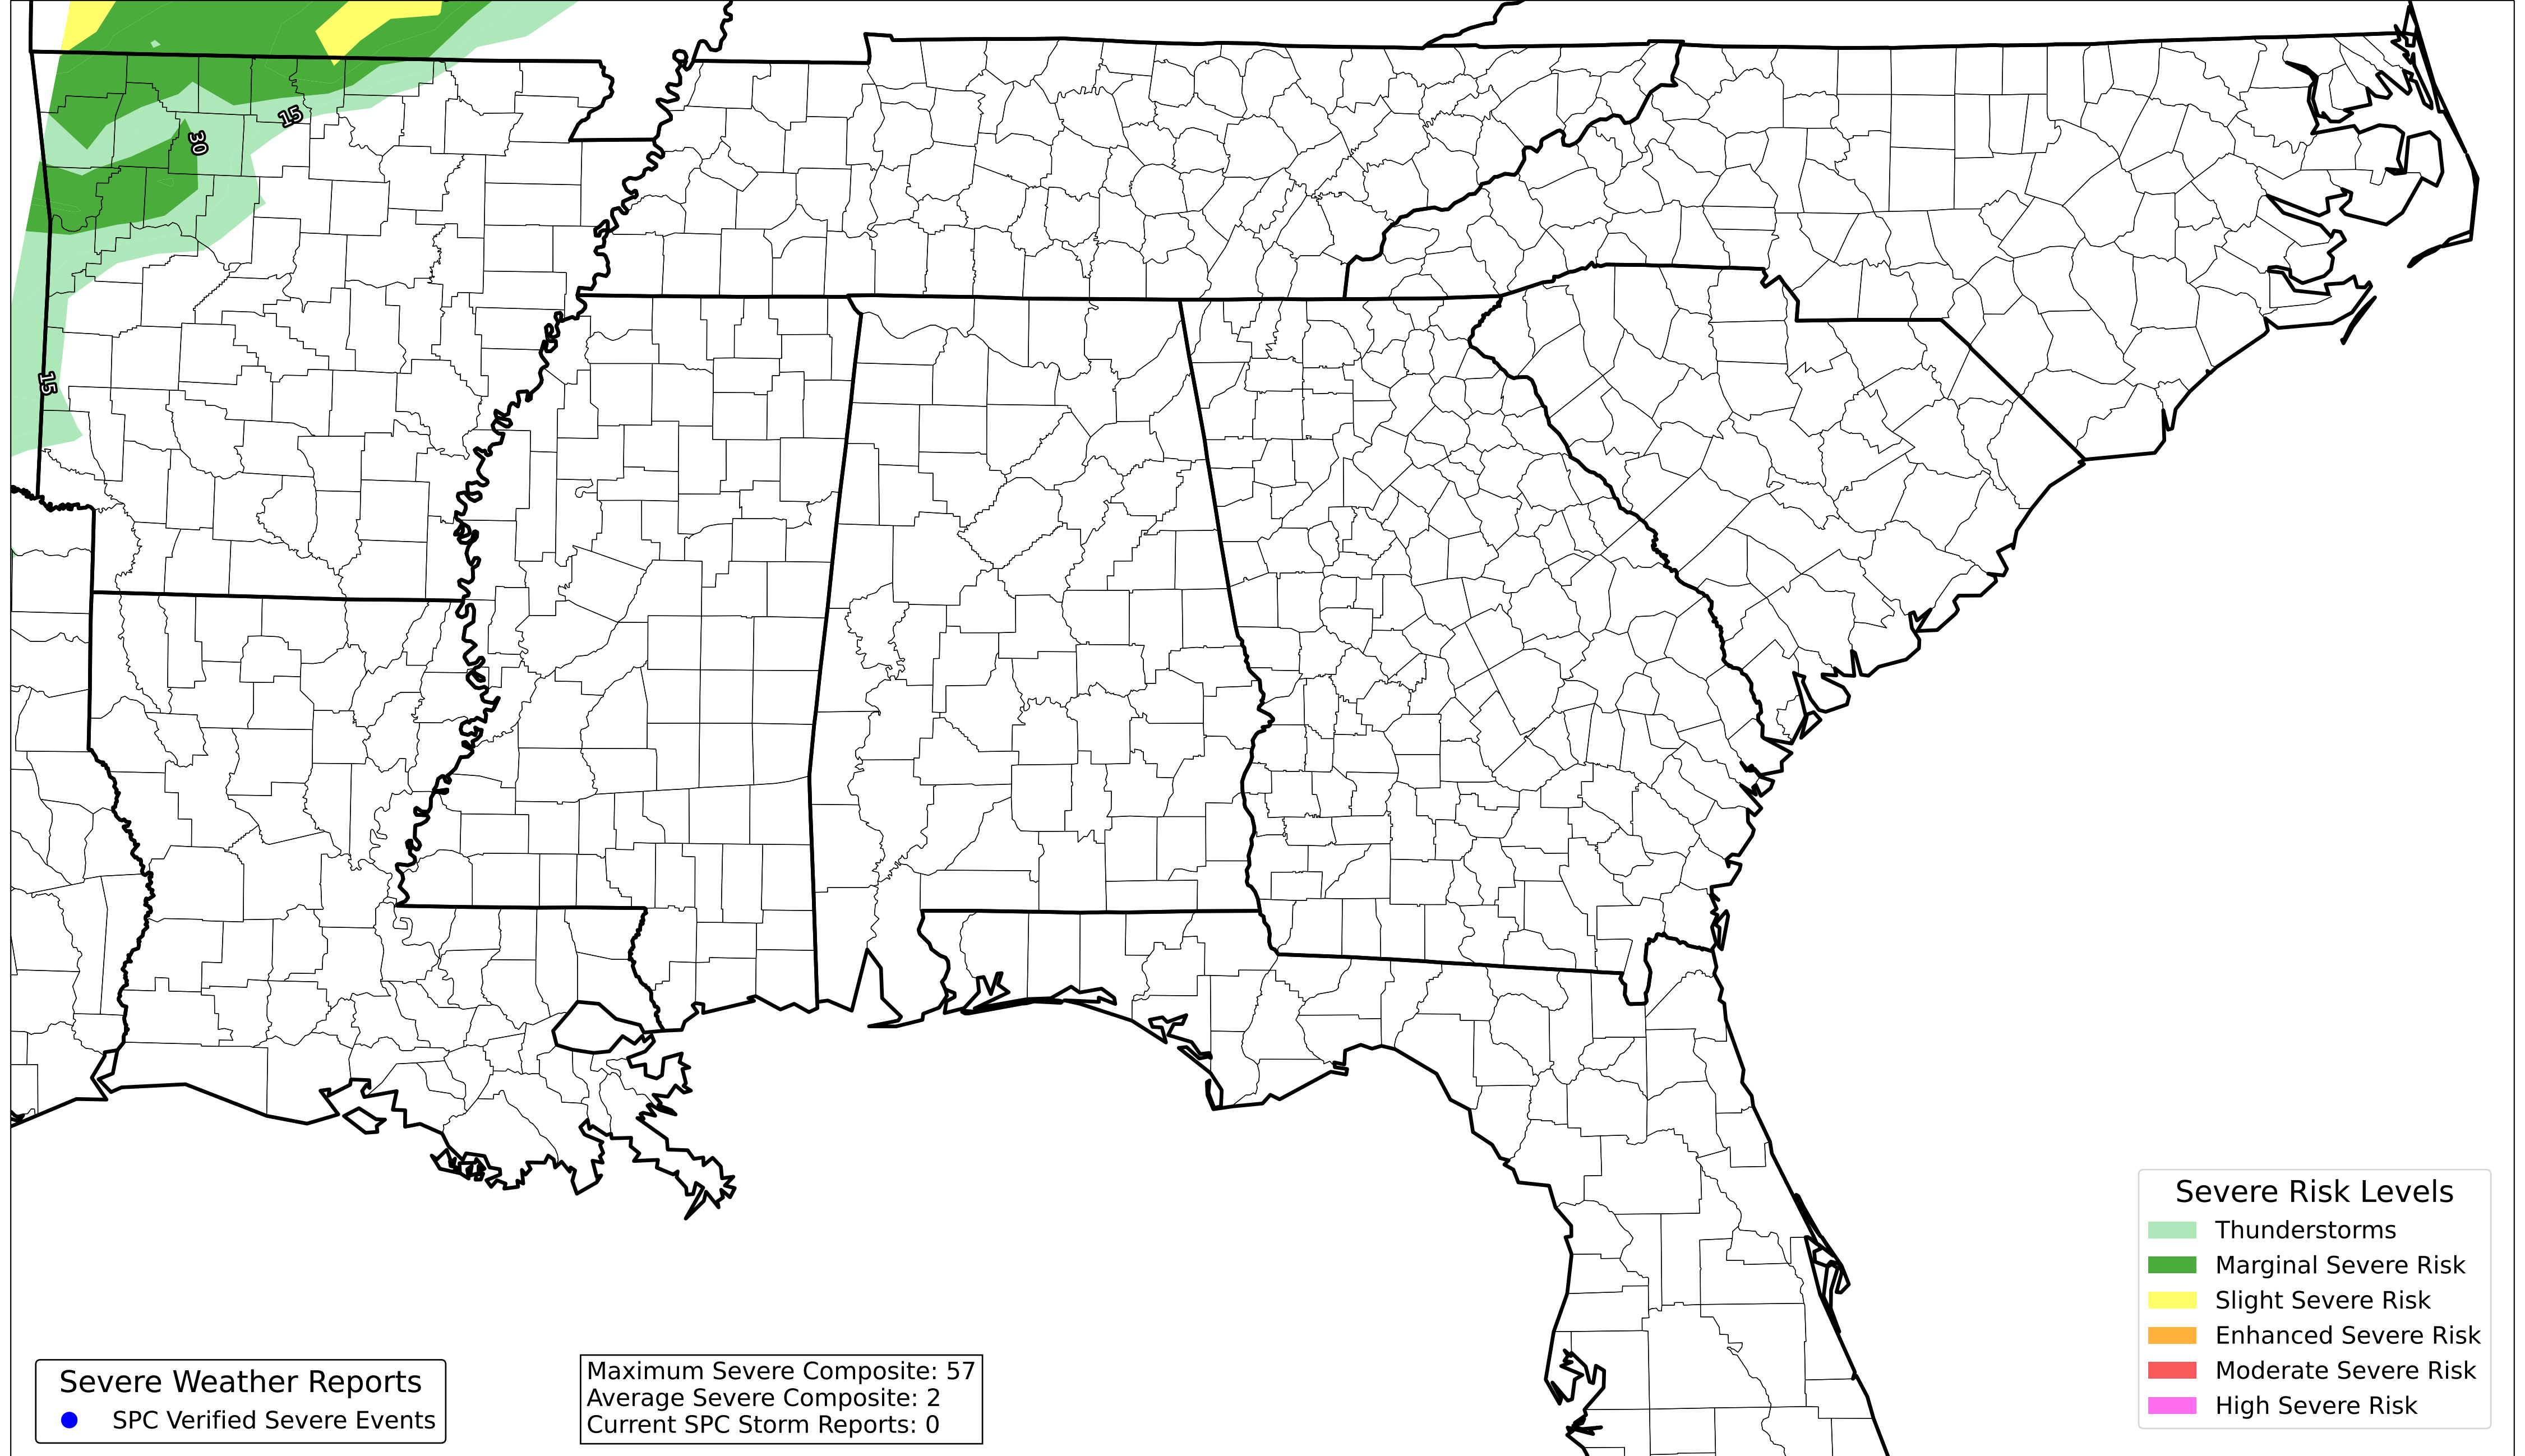 15
30
15
Severe Risk Levels
Thunderstorms
Marginal Severe Risk
Slight Severe Risk
Enhanced Severe Risk
Moderate Severe Risk
High Severe Risk
Severe Weather Reports
SPC Verified Severe Events
Maximum Severe Composite: 57
Average Severe Composite: 2
Current SPC Storm Reports: 0